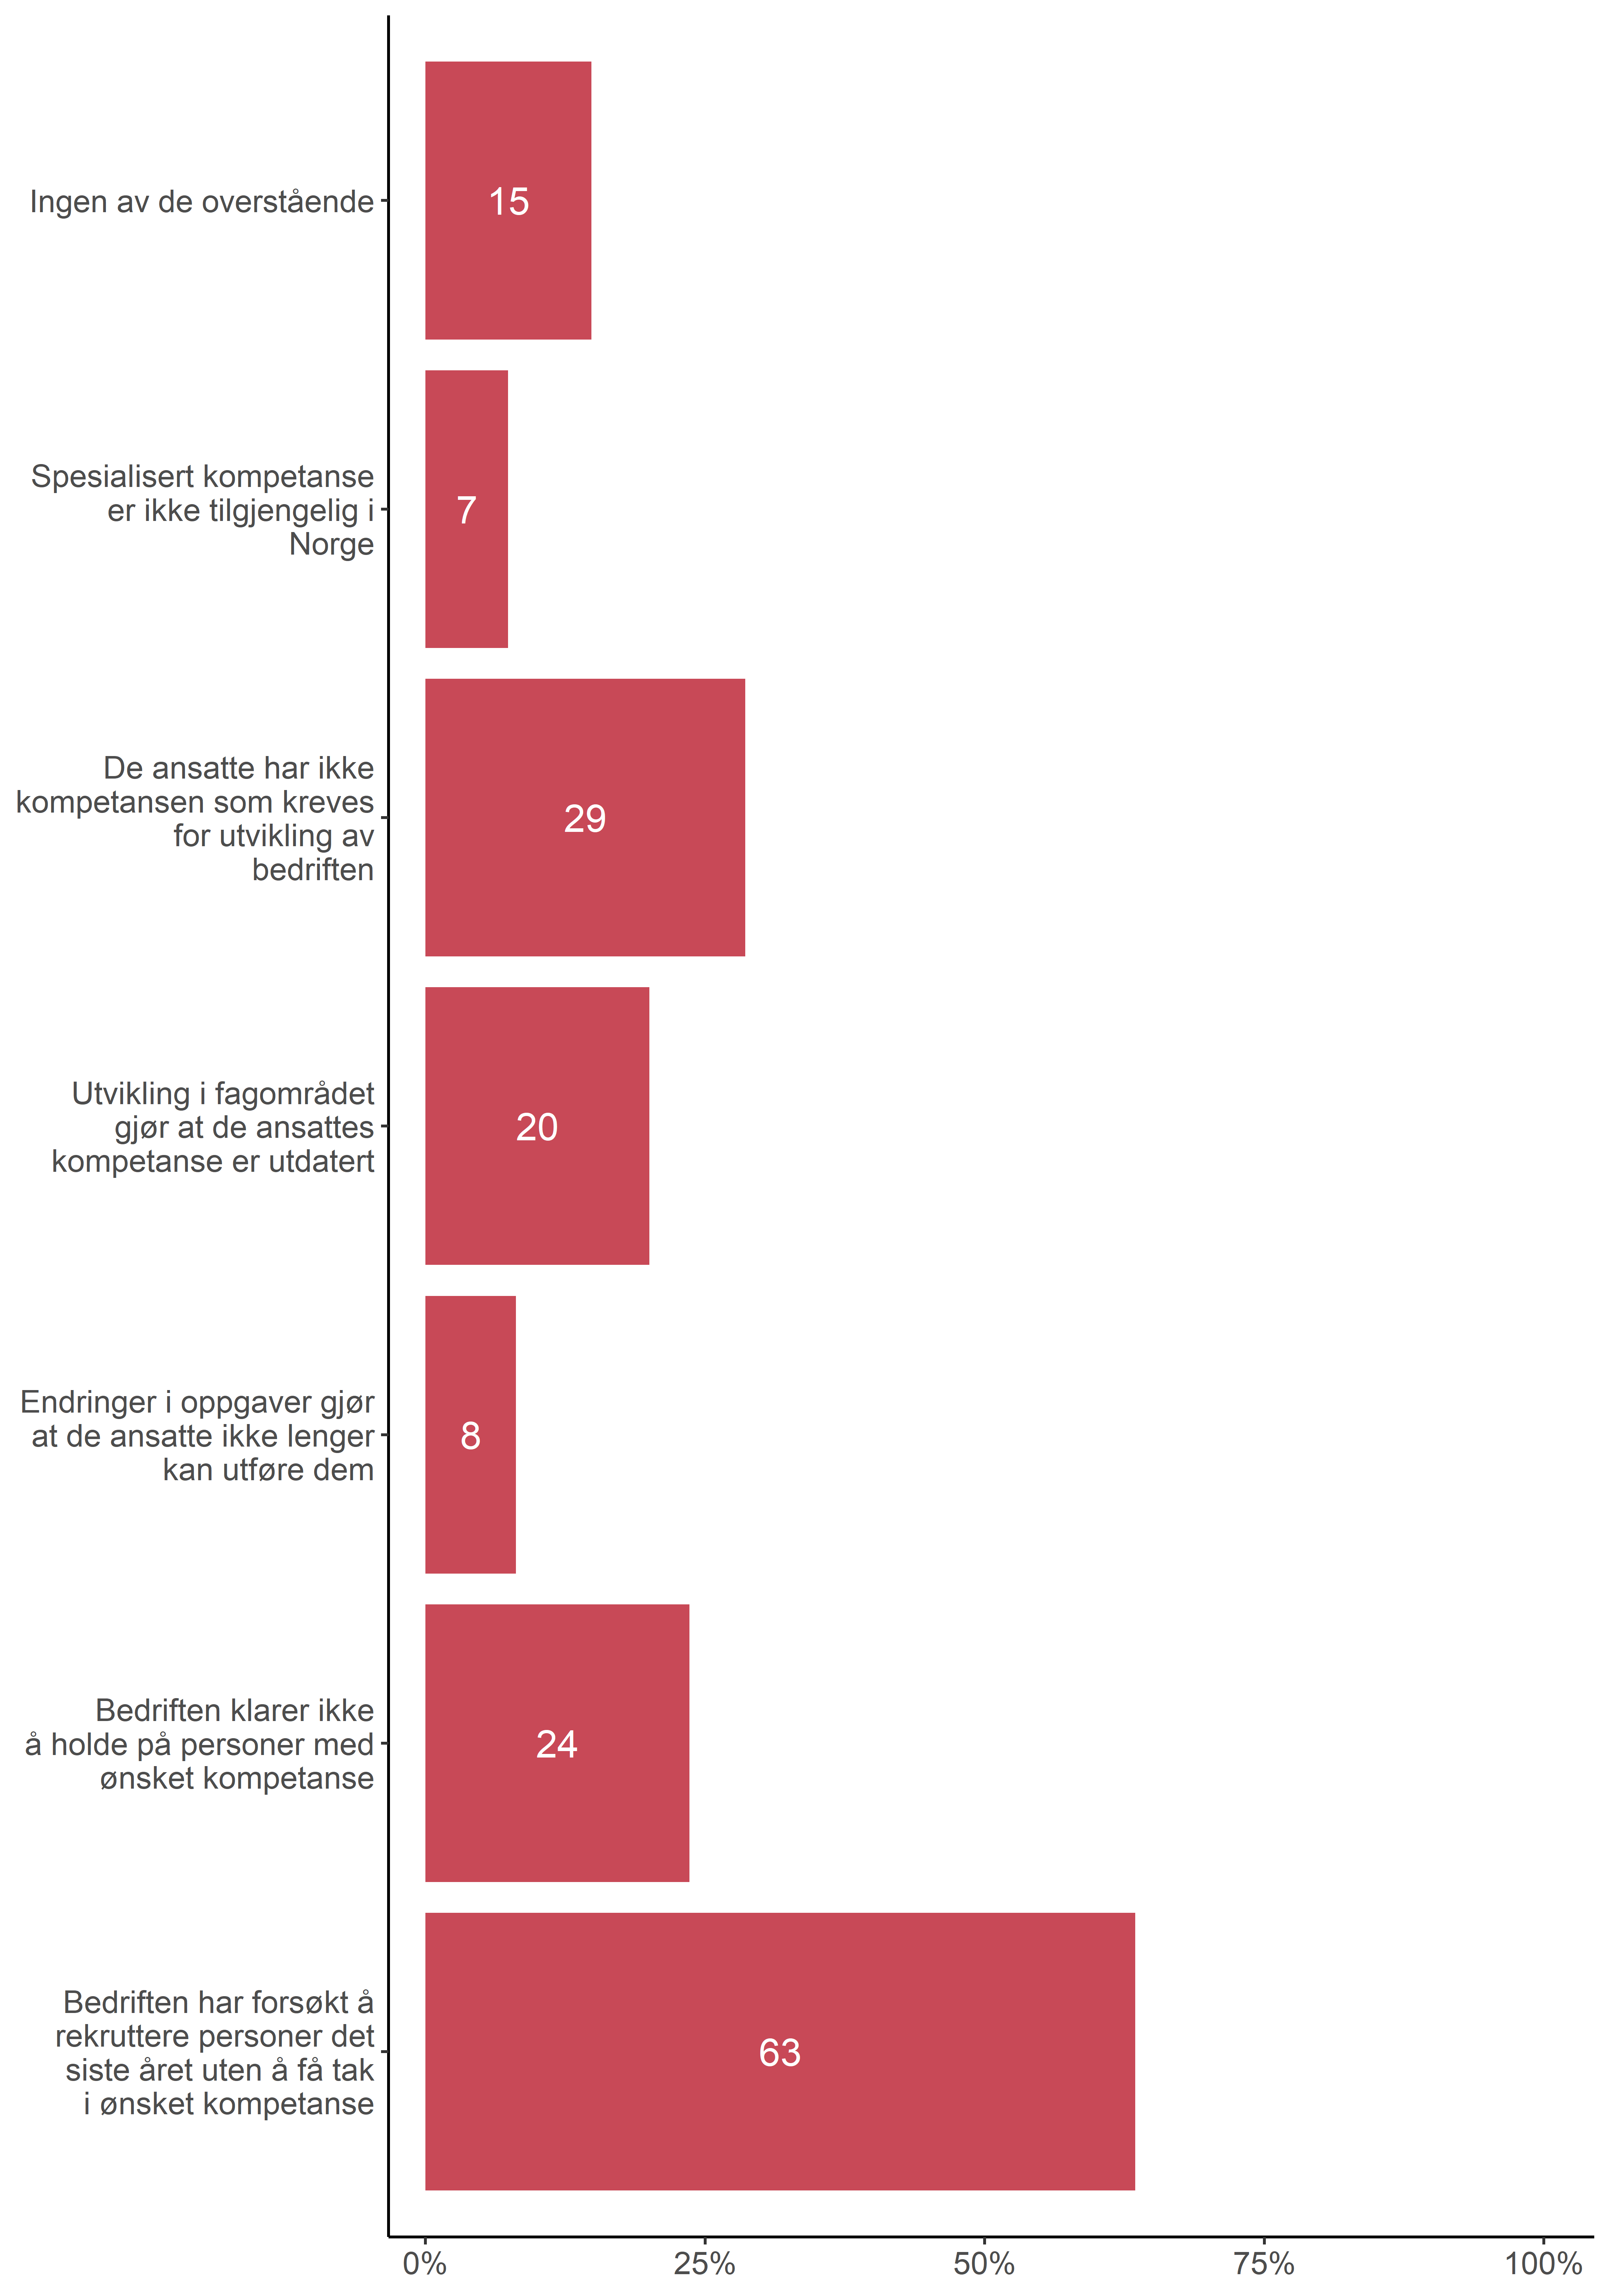 Ingen av de overstående
15
Spesialisert kompetanse
er ikke tilgjengelig i
Norge
7
De ansatte har ikke
kompetansen som kreves
for utvikling av
bedriften
29
Utvikling i fagområdet
gjør at de ansattes
kompetanse er utdatert
20
Endringer i oppgaver gjør
at de ansatte ikke lenger
kan utføre dem
8
Bedriften klarer ikke
å holde på personer med
ønsket kompetanse
24
Bedriften har forsøkt å
rekruttere personer det
siste året uten å få tak
i ønsket kompetanse
63
0% 25% 50% 75% 100%